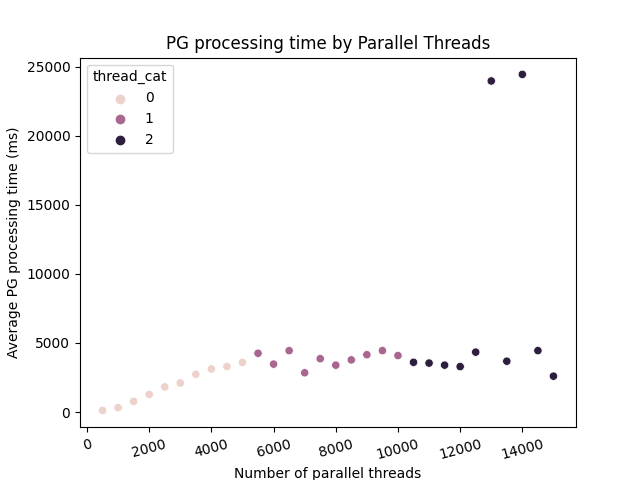 PG processing time by Parallel Threads
thread_cat
0
1
2
25000
20000
15000
10000
5000
0
Average PG processing time (ms)
0 2000 4000 6000 8000 10000 12000 14000
Number of parallel threads